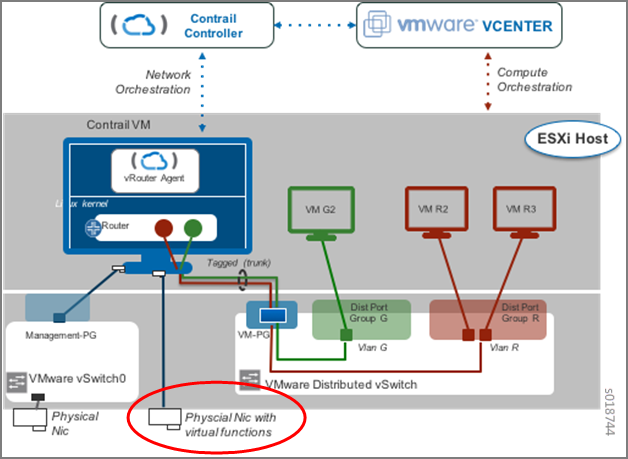 Contrail
Controller
vmware® VCENTER
Network
Orchestration
Compute
Orchestration
Contrail VM
ESXi Host
vRouter Agent
Linux kernel
Router
VM G2
VM R2
VM R3
Tagged (trunk)
Management-PG
VM-PG
Dist Port
Group G
Dist Port
Group R
Vlan G
Vlan R
VMware vSwitch0
VMware Distributed vSwitch
Physical
Nic
Physcial Nic with
virtual functions
s018744